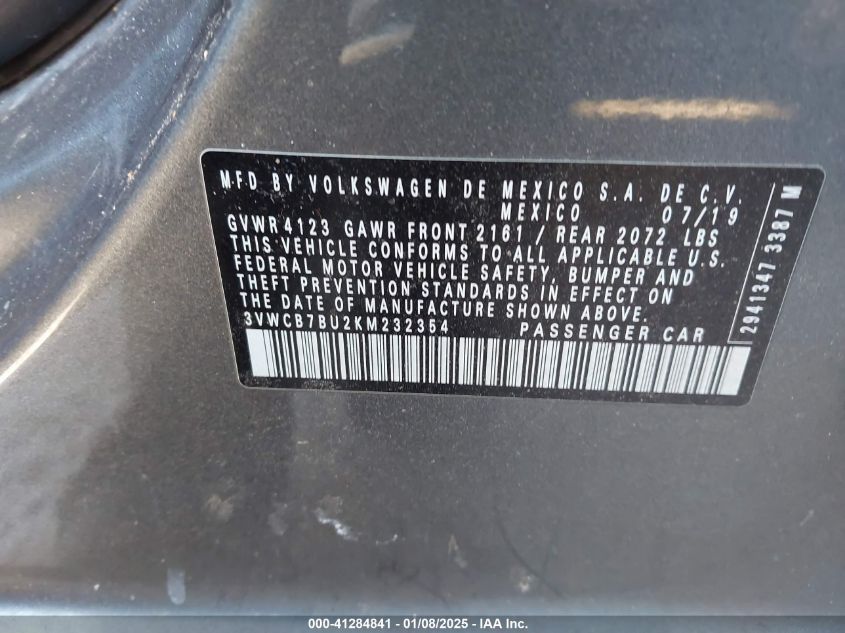 MFD BY VOLKSWAGEN DE MEXICO S.A. DE C.V.
MEXICO 07/19
GVWR 4123 GAWR FRONT 2161 / REAR 2072 LBS
THIS VEHICLE CONFORMS TO ALL APPLICABLE U.S.
FEDERAL MOTOR VEHICLE SAFETY, BUMPER AND
THEFT PREVENTION STANDARDS IN EFFECT ON
THE DATE OF MANUFACTURE SHOWN ABOVE.
3VWCB7BU2KM232354 PASSENGER CAR
2941347 3387 M
000-41284841 - 01/08/2025 - IAA Inc.